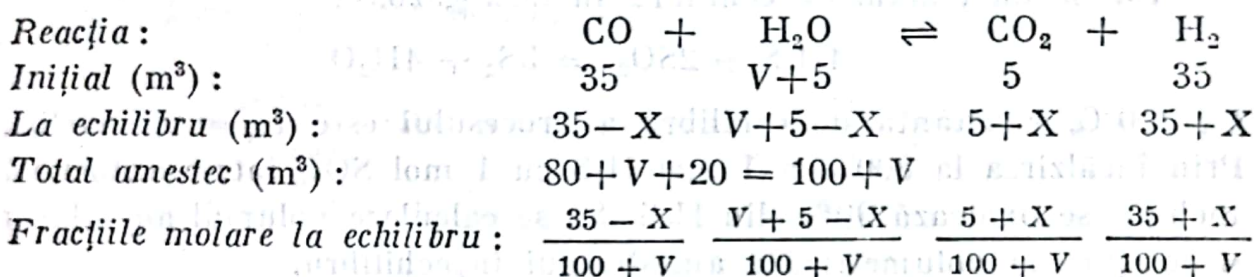 Reacția: CO + H₂O ⇌ CO₂ + H₂
Inițial (m³): 35 V+5 5 35
La echilibru (m³): 35−X V+5−X 5+X 35+X
Total amestec (m³): 80+V+20 = 100+V
Fracțiile molare la echilibru: (35 − X)/(100 + V) (V + 5 − X)/(100 + V) (5 + X)/(100 + V) (35 + X)/(100 + V)